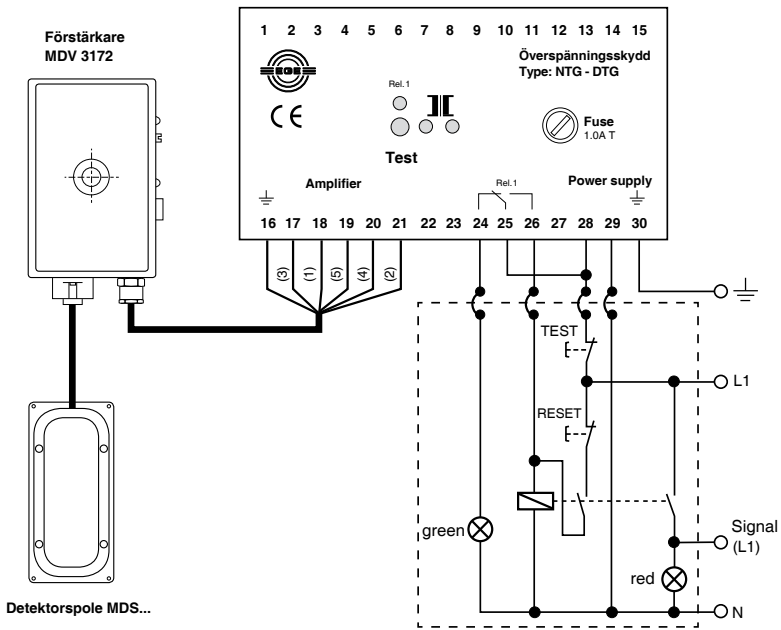 Förstärkare
MDV 3172
1 2 3 4 5 6 7 8 9 10 11 12 13 14 15
EGE
Överspänningsskydd
Type: NTG - DTG
Rel.1
CE
Fuse
1.0A T
Test
Amplifier
Rel.1
Power supply
16 17 18 19 20 21 22 23 24 25 26 27 28 29 30
(3) (1) (5) (4) (2)
TEST
L1
RESET
green
Signal
(L1)
red
N
Detektorspole MDS...